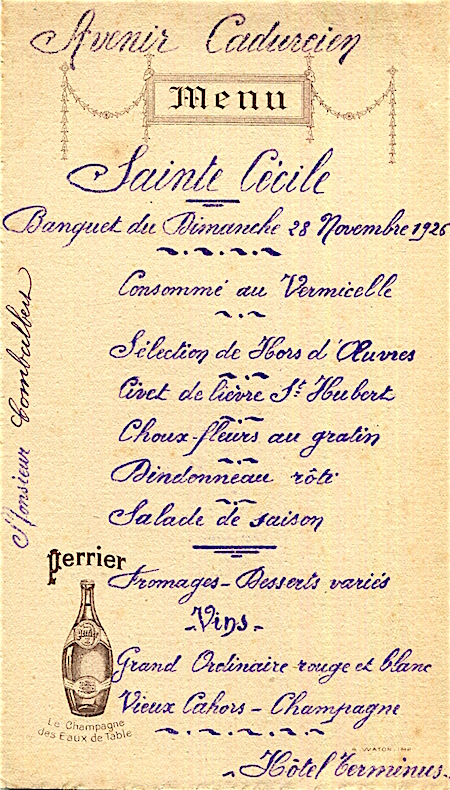 Avenir Cadurcien
Menu
Sainte Cécile
Banquet du Dimanche 28 Novembre 1926
Consommé au Vermicelle
Sélection de Hors d'Œuvres
Civet de lièvre St Hubert
Choux-fleurs au gratin
Dindonneau rôti
Salade de saison
Fromages - Desserts variés
Vins
Grand Ordinaire rouge et blanc
Vieux Cahors - Champagne
Hôtel Terminus
Monsieur Combalbert
Perrier
Le Champagne
des Eaux de Table